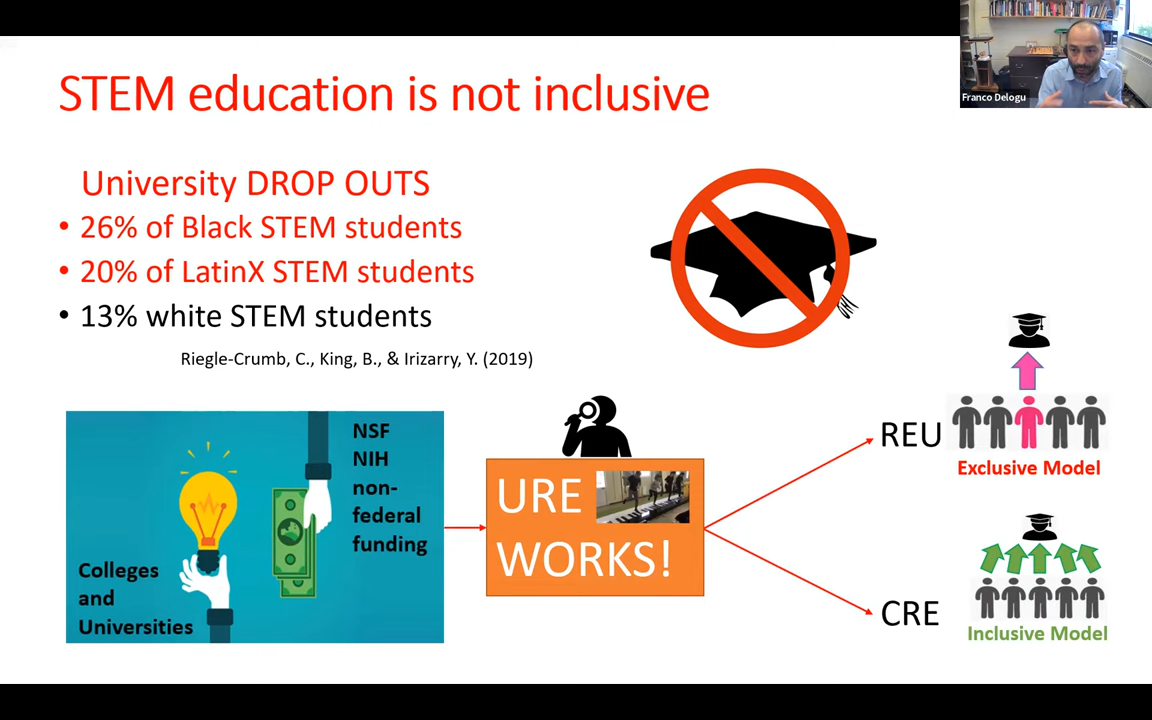 Franco Delogu
STEM education is not inclusive
University DROP OUTS
• 26% of Black STEM students
• 20% of LatinX STEM students
• 13% white STEM students
Riegle-Crumb, C., King, B., & Irizarry, Y. (2019)
NSF
NIH
non-
federal
funding
Colleges
and
Universities
URE
WORKS!
REU
Exclusive Model
CRE
Inclusive Model